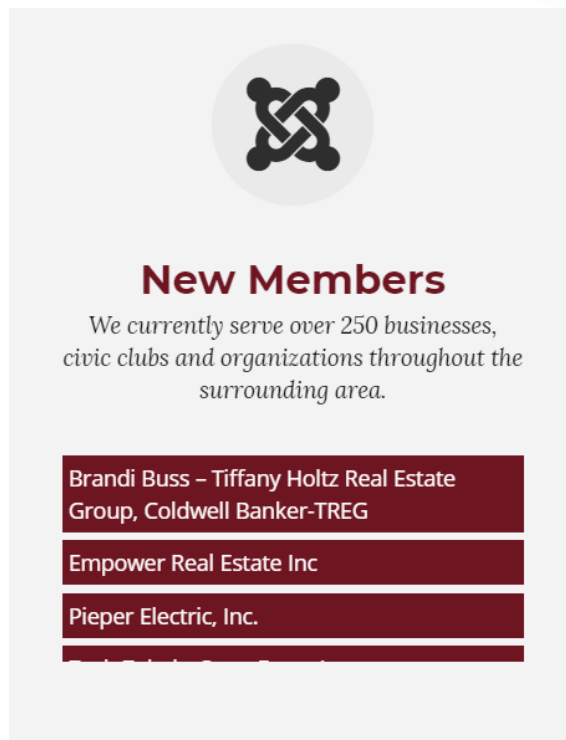 New Members
We currently serve over 250 businesses,
civic clubs and organizations throughout the
surrounding area.
Brandi Buss – Tiffany Holtz Real Estate
Group, Coldwell Banker-TREG
Empower Real Estate Inc
Pieper Electric, Inc.